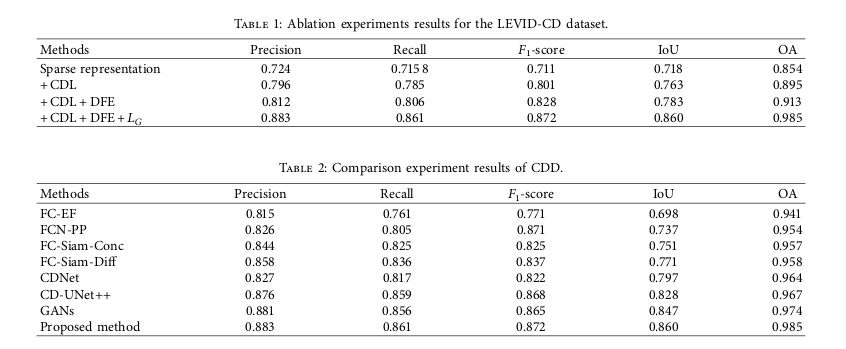 TABLE 1: Ablation experiments results for the LEVID-CD dataset.
Methods Precision Recall F1-score IoU OA
Sparse representation 0.724 0.715 8 0.711 0.718 0.854
+ CDL 0.796 0.785 0.801 0.763 0.895
+ CDL + DFE 0.812 0.806 0.828 0.783 0.913
+ CDL + DFE + LG 0.883 0.861 0.872 0.860 0.985
TABLE 2: Comparison experiment results of CDD.
Methods Precision Recall F1-score IoU OA
FC-EF 0.815 0.761 0.771 0.698 0.941
FCN-PP 0.826 0.805 0.871 0.737 0.954
FC-Siam-Conc 0.844 0.825 0.825 0.751 0.957
FC-Siam-Diff 0.858 0.836 0.837 0.771 0.958
CDNet 0.827 0.817 0.822 0.797 0.964
CD-UNet++ 0.876 0.859 0.868 0.828 0.967
GANs 0.881 0.856 0.865 0.847 0.974
Proposed method 0.883 0.861 0.872 0.860 0.985